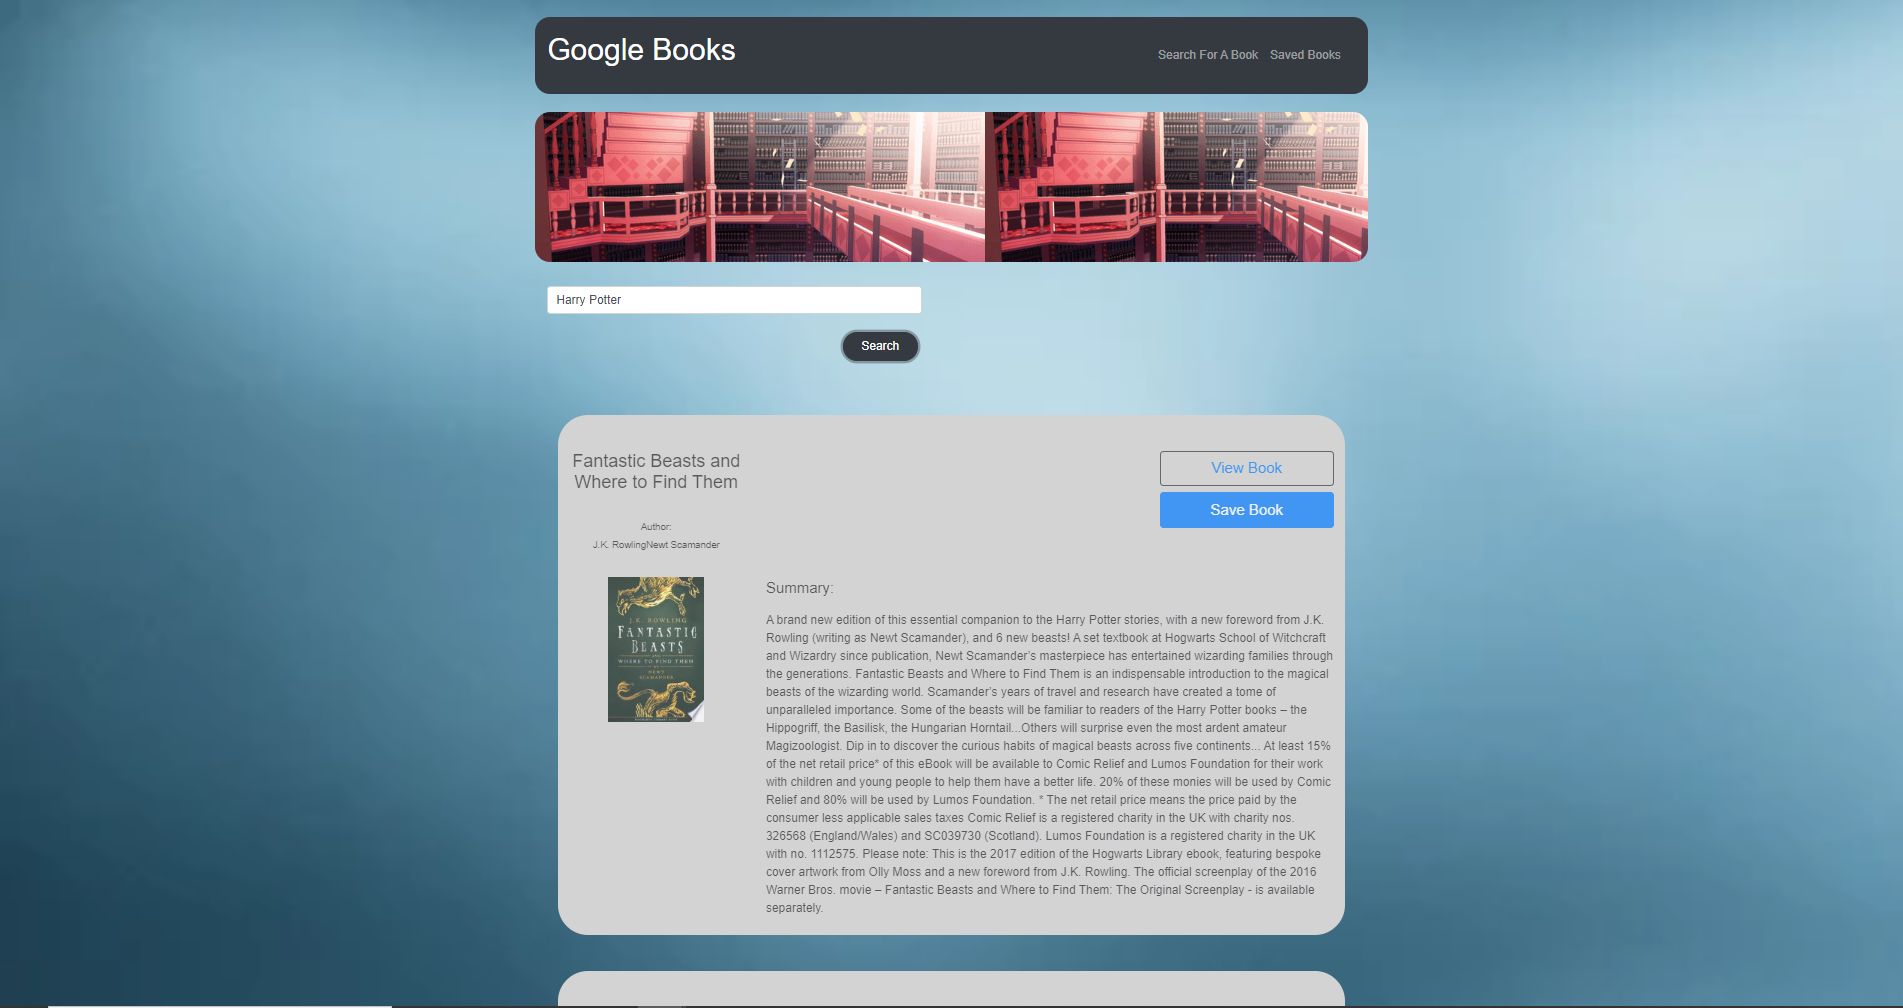 Google Books
Search For A Book Saved Books
Harry Potter
Search
Fantastic Beasts and
Where to Find Them
View Book
Save Book
Author:
J.K. RowlingNewt Scamander
J.K. ROWLING
FANTASTIC
BEASTS
AND
WHERE TO FIND THEM
NEWT
SCAMANDER
Summary:
A brand new edition of this essential companion to the Harry Potter stories, with a new foreword from J.K.
Rowling (writing as Newt Scamander), and 6 new beasts! A set textbook at Hogwarts School of Witchcraft
and Wizardry since publication, Newt Scamander’s masterpiece has entertained wizarding families through
the generations. Fantastic Beasts and Where to Find Them is an indispensable introduction to the magical
beasts of the wizarding world. Scamander’s years of travel and research have created a tome of
unparalleled importance. Some of the beasts will be familiar to readers of the Harry Potter books – the
Hippogriff, the Basilisk, the Hungarian Horntail...Others will surprise even the most ardent amateur
Magizoologist. Dip in to discover the curious habits of magical beasts across five continents... At least 15%
of the net retail price* of this eBook will be available to Comic Relief and Lumos Foundation for their work
with children and young people to help them have a better life. 20% of these monies will be used by Comic
Relief and 80% will be used by Lumos Foundation. * The net retail price means the price paid by the
consumer less applicable sales taxes Comic Relief is a registered charity in the UK with charity nos.
326568 (England/Wales) and SC039730 (Scotland). Lumos Foundation is a registered charity in the UK
with no. 1112575. Please note: This is the 2017 edition of the Hogwarts Library ebook, featuring bespoke
cover artwork from Olly Moss and a new foreword from J.K. Rowling. The official screenplay of the 2016
Warner Bros. movie – Fantastic Beasts and Where to Find Them: The Original Screenplay - is available
separately.